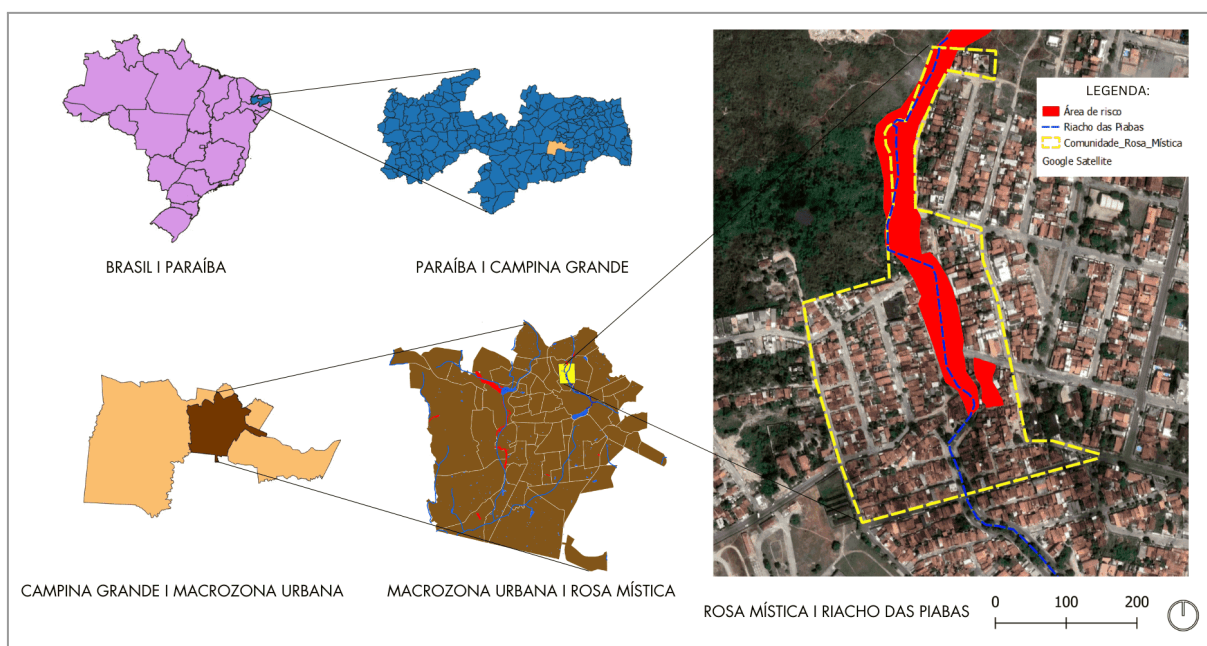 BRASIL I PARAÍBA
PARAÍBA I CAMPINA GRANDE
LEGENDA:
Área de risco
Riacho das Piabas
Comunidade_Rosa_Mística
Google Satellite
CAMPINA GRANDE I MACROZONA URBANA
MACROZONA URBANA I ROSA MÍSTICA
ROSA MÍSTICA I RIACHO DAS PIABAS
0 100 200